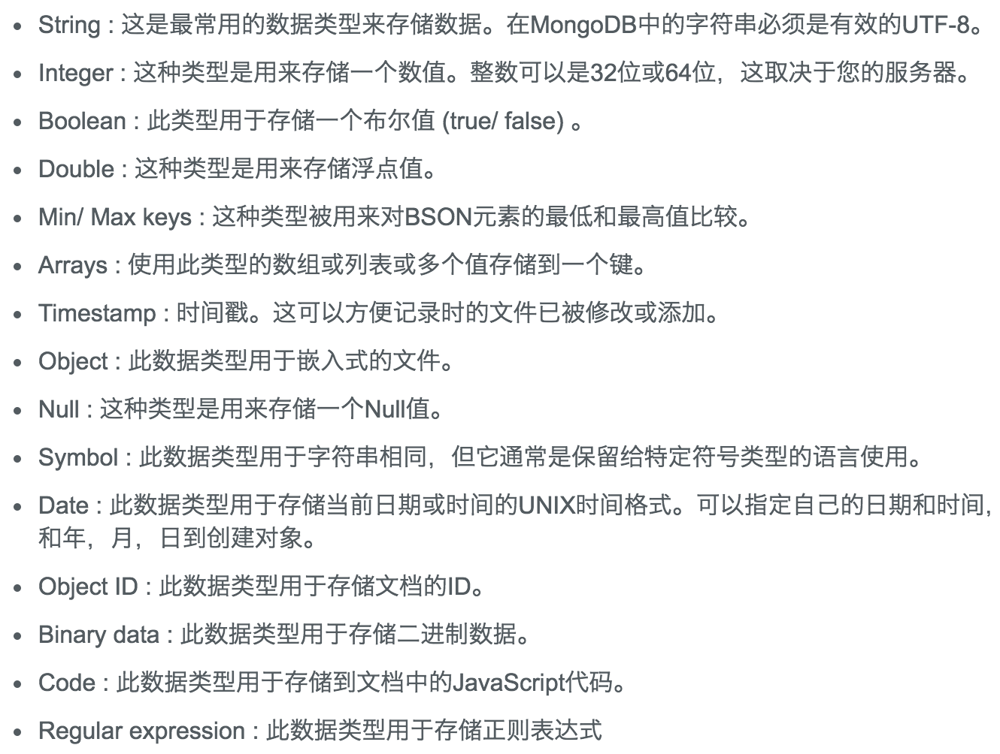 • String : 这是最常用的数据类型来存储数据。在MongoDB中的字符串必须是有效的UTF-8。
• Integer : 这种类型是用来存储一个数值。整数可以是32位或64位，这取决于您的服务器。
• Boolean : 此类型用于存储一个布尔值 (true/ false) 。
• Double : 这种类型是用来存储浮点值。
• Min/ Max keys : 这种类型被用来对BSON元素的最低和最高值比较。
• Arrays : 使用此类型的数组或列表或多个值存储到一个键。
• Timestamp : 时间戳。这可以方便记录时的文件已被修改或添加。
• Object : 此数据类型用于嵌入式的文件。
• Null : 这种类型是用来存储一个Null值。
• Symbol : 此数据类型用于字符串相同，但它通常是保留给特定符号类型的语言使用。
• Date : 此数据类型用于存储当前日期或时间的UNIX时间格式。可以指定自己的日期和时间，
和年，月，日到创建对象。
• Object ID : 此数据类型用于存储文档的ID。
• Binary data : 此数据类型用于存储二进制数据。
• Code : 此数据类型用于存储到文档中的JavaScript代码。
• Regular expression : 此数据类型用于存储正则表达式